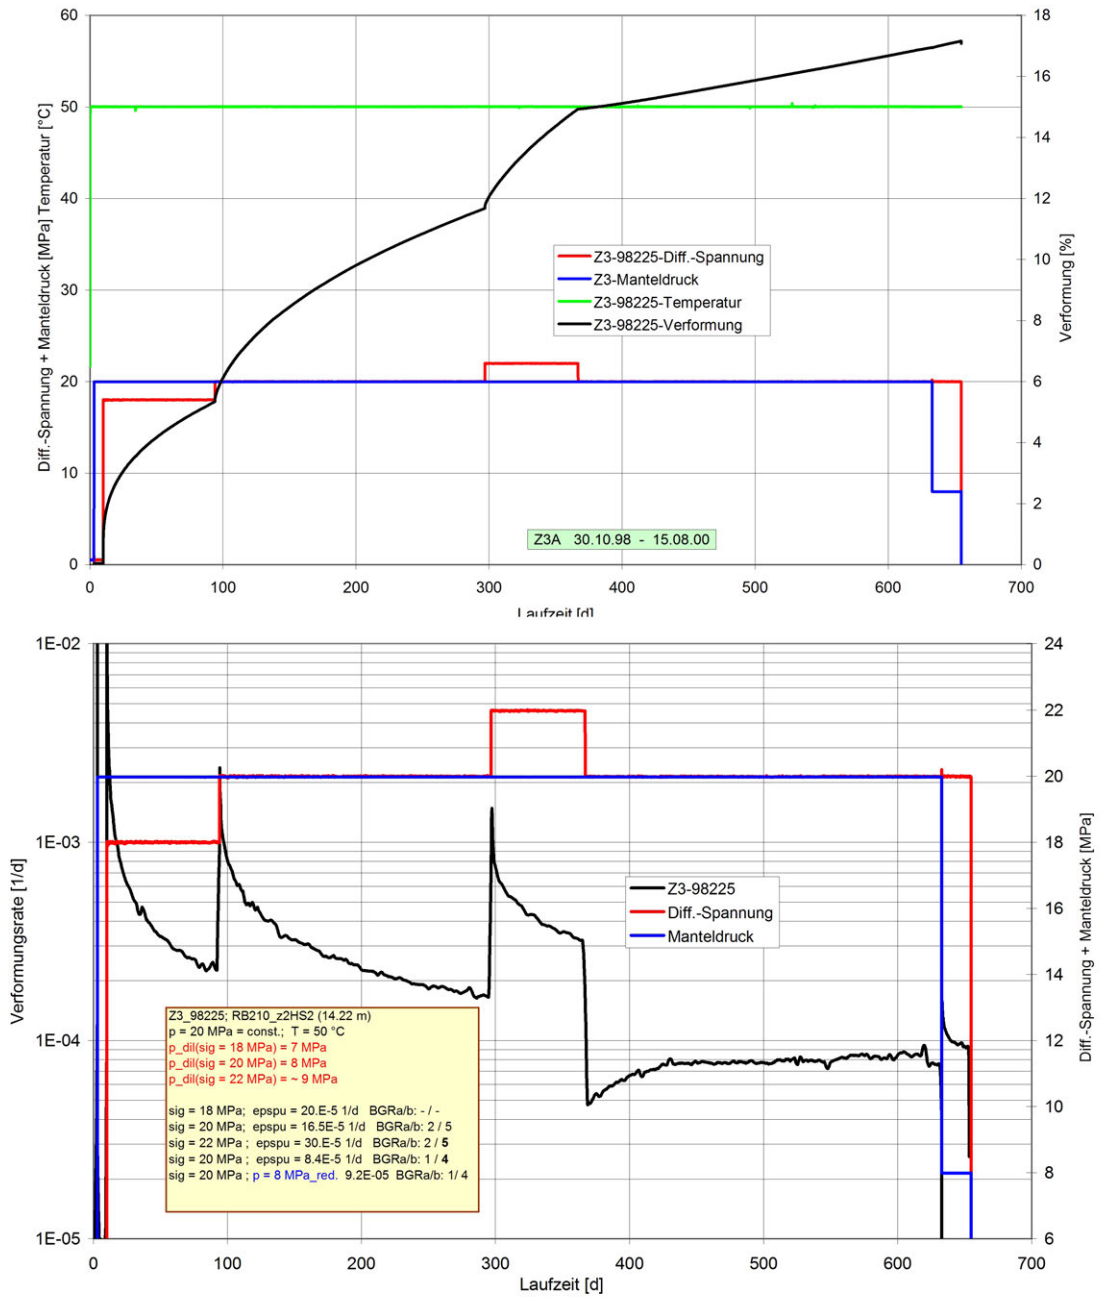 60
50
40
30
20
10
0
Diff.-Spannung + Manteldruck [MPa] Temperatur [°C]
18
16
14
12
10
8
6
4
2
0
Verformung [%]
Z3-98225-Diff.-Spannung
Z3-Manteldruck
Z3-98225-Temperatur
Z3-98225-Verformung
Z3A 30.10.98 - 15.08.00
0 100 200 300 400 500 600 700
Laufzeit [d]
1E-02
1E-03
1E-04
1E-05
Verformungsrate [1/d]
24
22
20
18
16
14
12
10
8
6
Diff.-Spannung + Manteldruck [MPa]
Z3-98225
Diff.-Spannung
Manteldruck
Z3_98225; RB210_z2HS2 (14.22 m)
p = 20 MPa = const.; T = 50 °C
p_dil(sig = 18 MPa) = 7 MPa
p_dil(sig = 20 MPa) = 8 MPa
p_dil(sig = 22 MPa) = ~ 9 MPa
sig = 18 MPa; epspu = 20.E-5 1/d BGRa/b: - / -
sig = 20 MPa; epspu = 16.5E-5 1/d BGRa/b: 2 / 5
sig = 22 MPa ; epspu = 30.E-5 1/d BGRa/b: 2 / 5
sig = 20 MPa ; epspu = 8.4E-5 1/d BGRa/b: 1 / 4
sig = 20 MPa ; p = 8 MPa_red. 9.2E-05 BGRa/b: 1/ 4
0 100 200 300 400 500 600 700
Laufzeit [d]